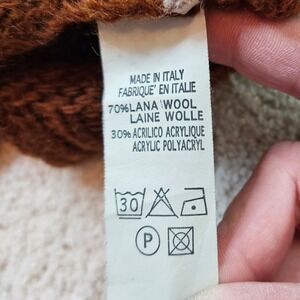 MADE IN ITALY
FABRIQUE' EN ITALIE
70%LANA WOOL
LAINE WOLLE
30% ACRILICO ACRYLIQUE
ACRYLIC POLYACRYL
30
P